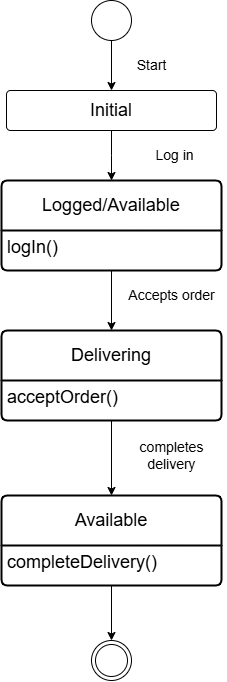 Start
Initial
Log in
Logged/Available
logIn()
Accepts order
Delivering
acceptOrder()
completes
delivery
Available
completeDelivery()